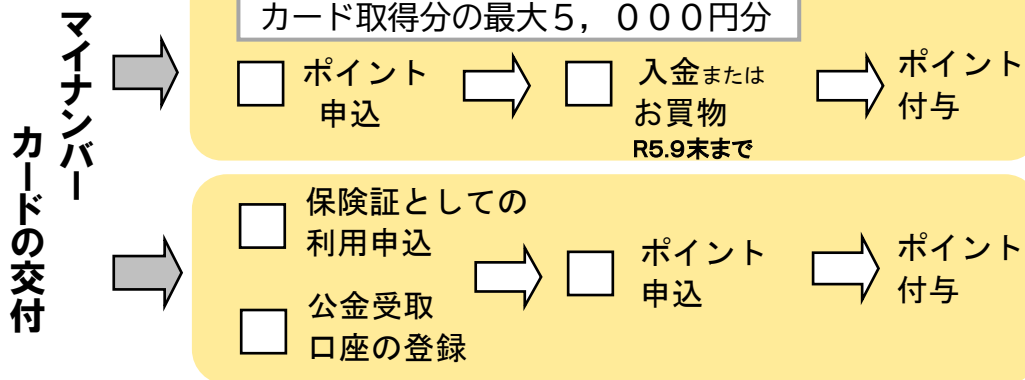 マイナンバー
カードの交付
カード取得分の最大５，０００円分
ポイント
申込
入金または
お買物
R5.9末まで
ポイント
付与
保険証としての
利用申込
公金受取
口座の登録
ポイント
申込
ポイント
付与